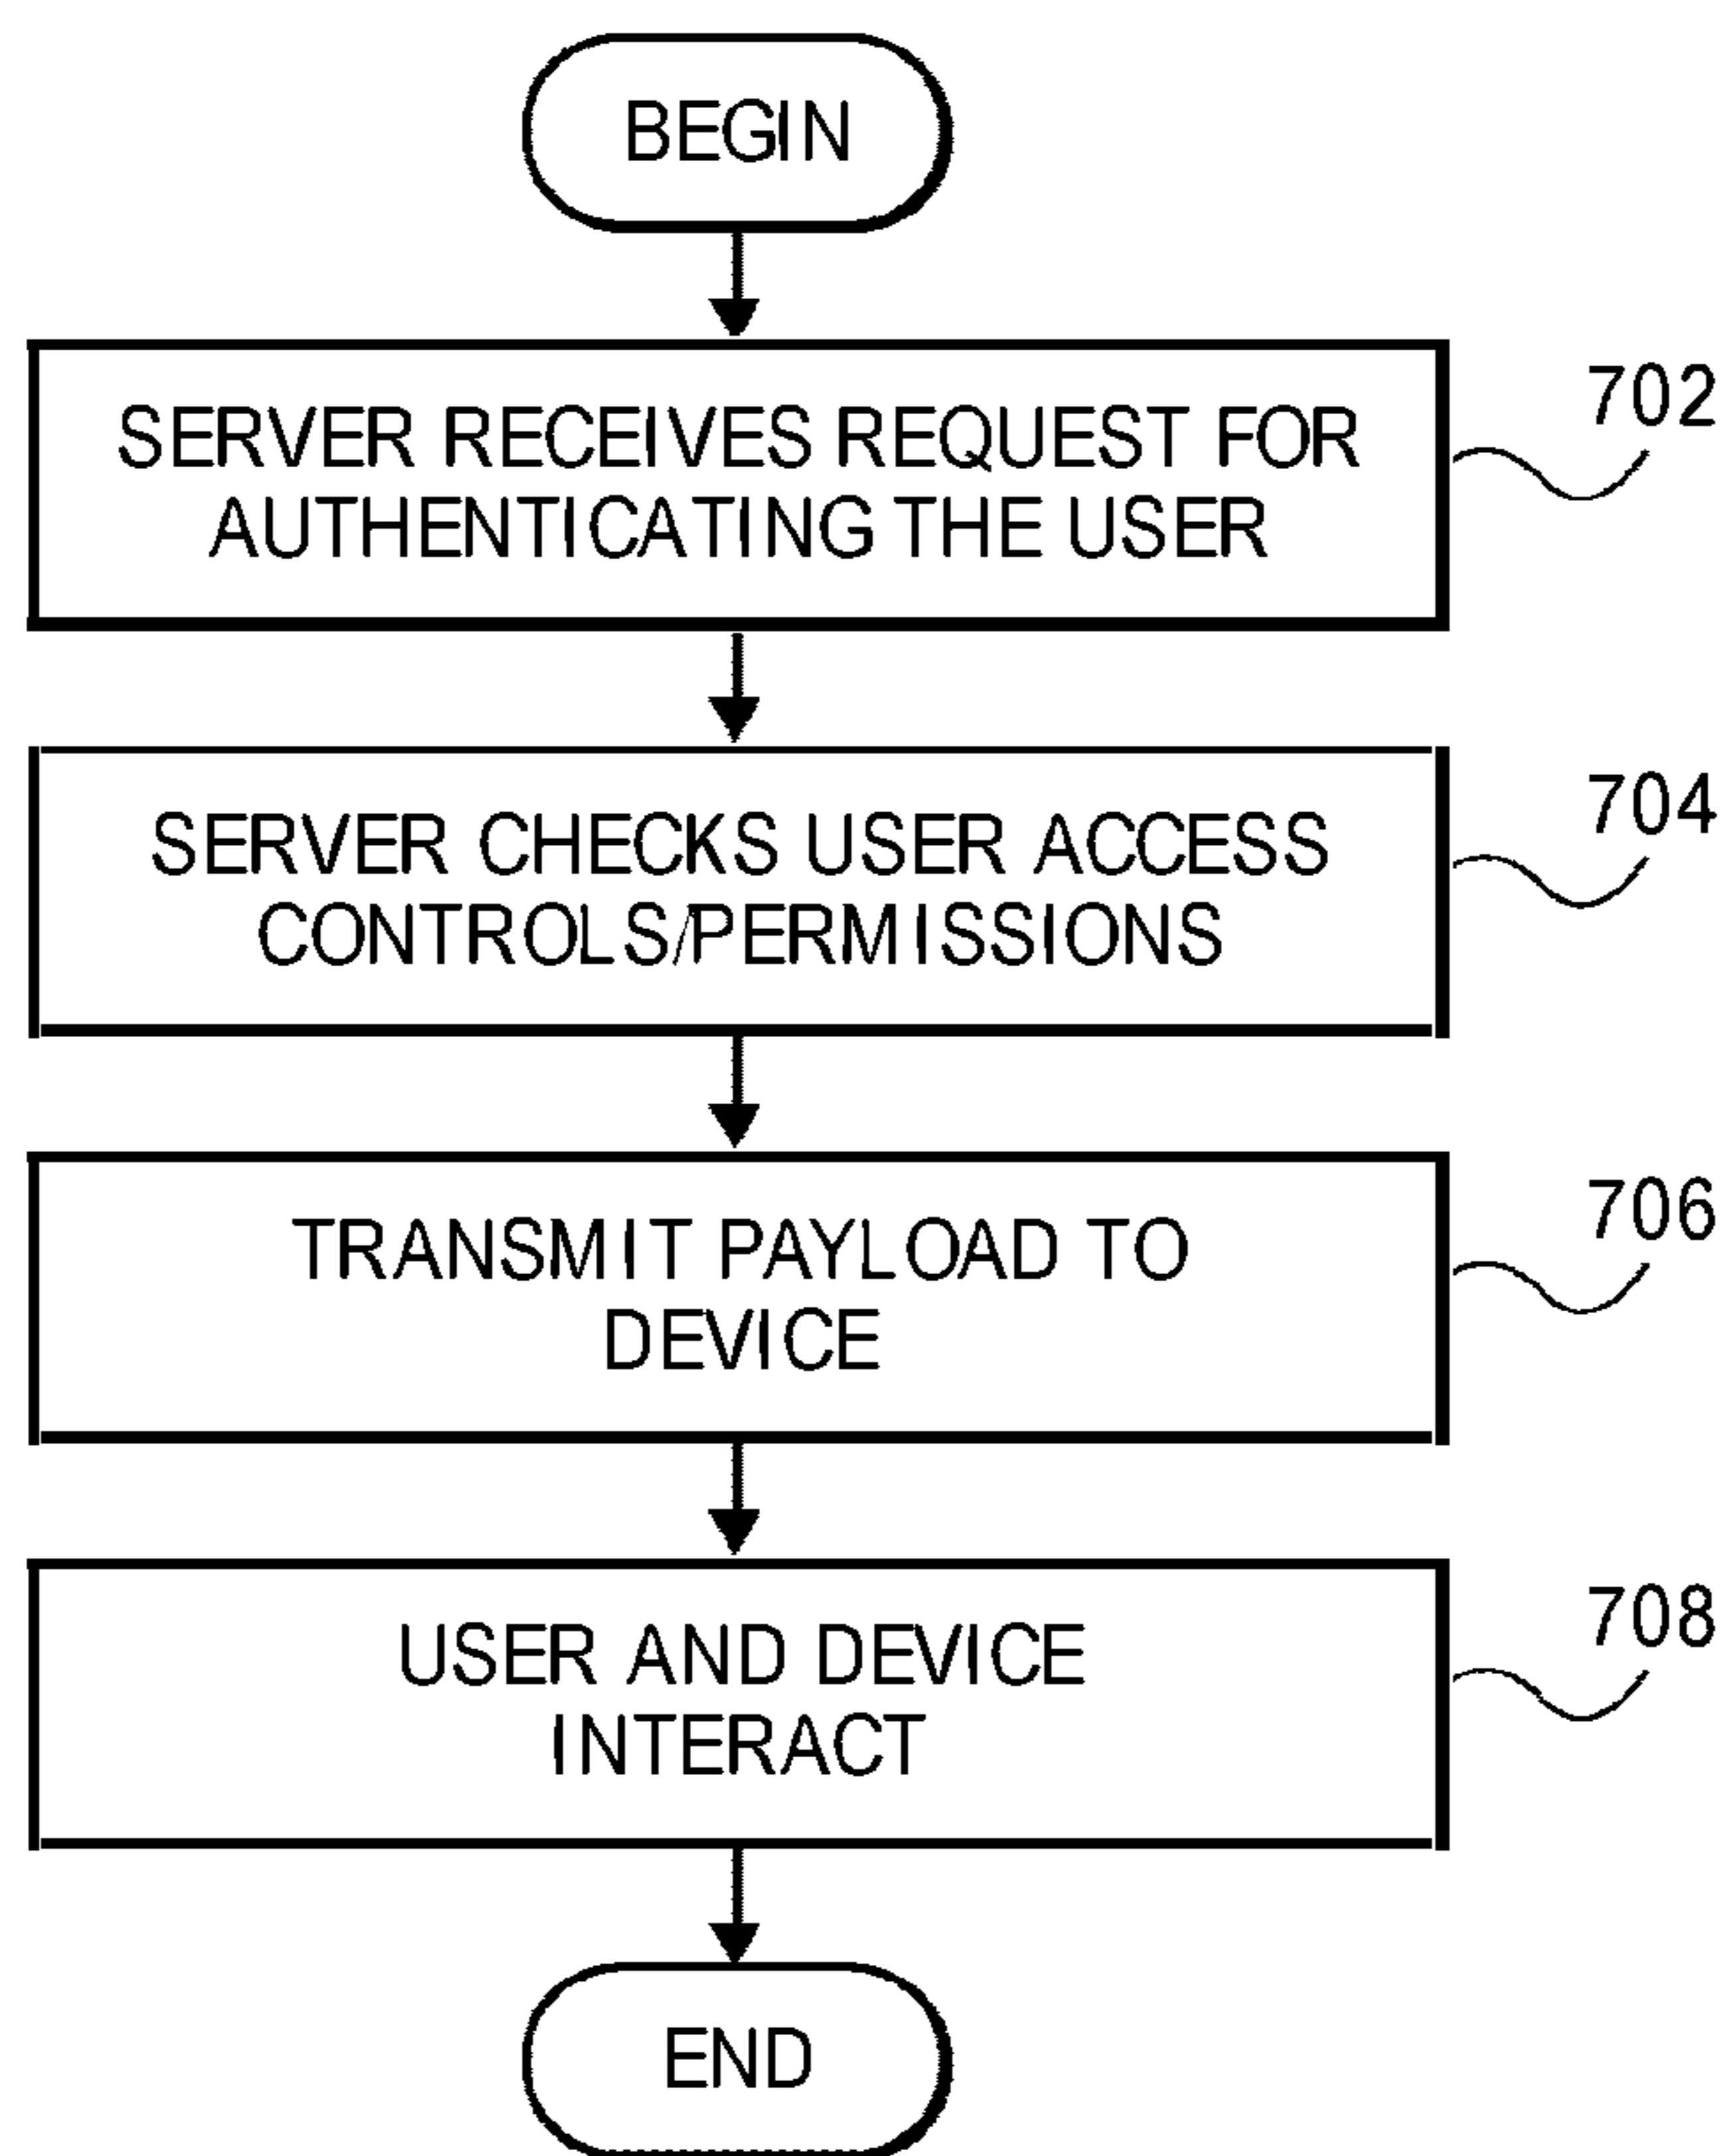 BEGIN
SERVER RECEIVES REQUEST FOR
AUTHENTICATING THE USER
702
SERVER CHECKS USER ACCESS
CONTROLS/PERMISSIONS
704
TRANSMIT PAYLOAD TO
DEVICE
706
USER AND DEVICE
INTERACT
708
END